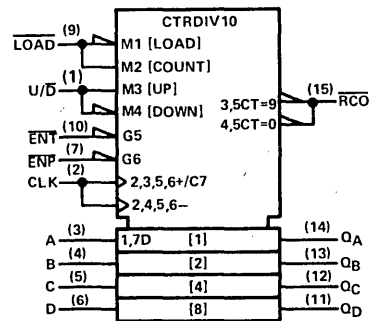 CTRDIV10
LOAD (9) M1 [LOAD]
M2 [COUNT]
U/D (1) M3 [UP]
M4 [DOWN]
3,5CT=9 (15) RCO
4,5CT=0
ENT (10) G5
ENP (7) G6
CLK (2) 2,3,5,6+/C7
2,4,5,6–
A (3) 1,7D [1] (14) QA
B (4) [2] (13) QB
C (5) [4] (12) QC
D (6) [8] (11) QD